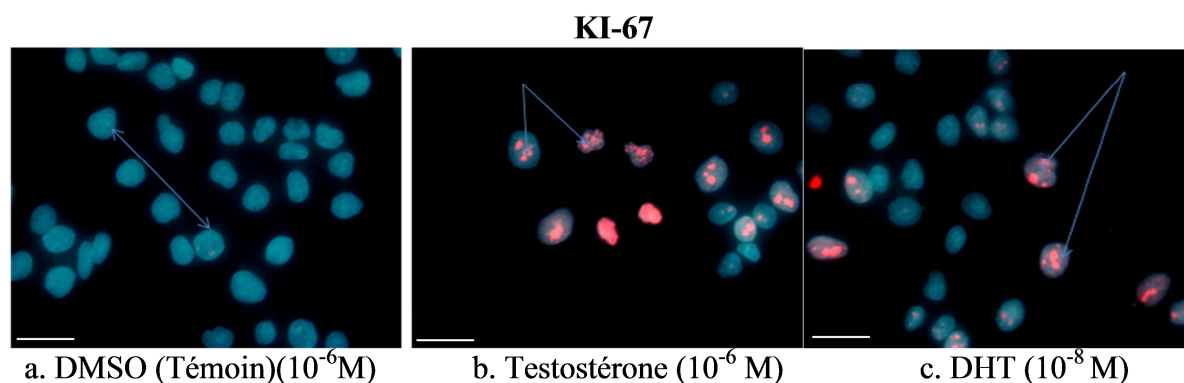 KI-67
a. DMSO (Témoin)(10⁻⁶M)
b. Testostérone (10⁻⁶ M)
c. DHT (10⁻⁸ M)